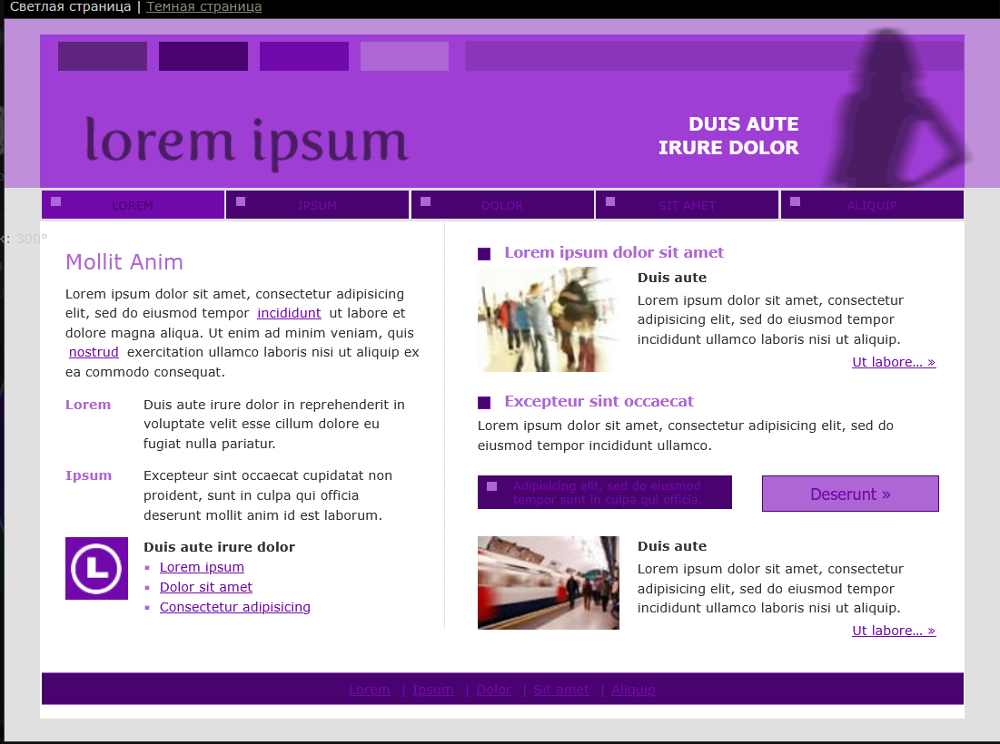 Светлая страница | Темная страница
lorem ipsum
DUIS AUTE
IRURE DOLOR
LOREM
IPSUM
DOLOR
SIT AMET
ALIQUIP
: 300°
Mollit Anim
Lorem ipsum dolor sit amet, consectetur adipisicing
elit, sed do eiusmod tempor incididunt ut labore et
dolore magna aliqua. Ut enim ad minim veniam, quis
nostrud exercitation ullamco laboris nisi ut aliquip ex
ea commodo consequat.
Lorem
Duis aute irure dolor in reprehenderit in
voluptate velit esse cillum dolore eu
fugiat nulla pariatur.
Ipsum
Excepteur sint occaecat cupidatat non
proident, sunt in culpa qui officia
deserunt mollit anim id est laborum.
Duis aute irure dolor
Lorem ipsum
Dolor sit amet
Consectetur adipisicing
Lorem ipsum dolor sit amet
Duis aute
Lorem ipsum dolor sit amet, consectetur
adipisicing elit, sed do eiusmod tempor
incididunt ullamco laboris nisi ut aliquip.
Ut labore... »
Excepteur sint occaecat
Lorem ipsum dolor sit amet, consectetur adipisicing elit, sed do
eiusmod tempor incididunt ullamco.
Adipisicing elit, sed do eiusmod
tempor sunt in culpa qui officia.
Deserunt »
Duis aute
Lorem ipsum dolor sit amet, consectetur
adipisicing elit, sed do eiusmod tempor
incididunt ullamco laboris nisi ut aliquip.
Ut labore... »
Lorem | Ipsum | Dolor | Sit amet | Aliquip